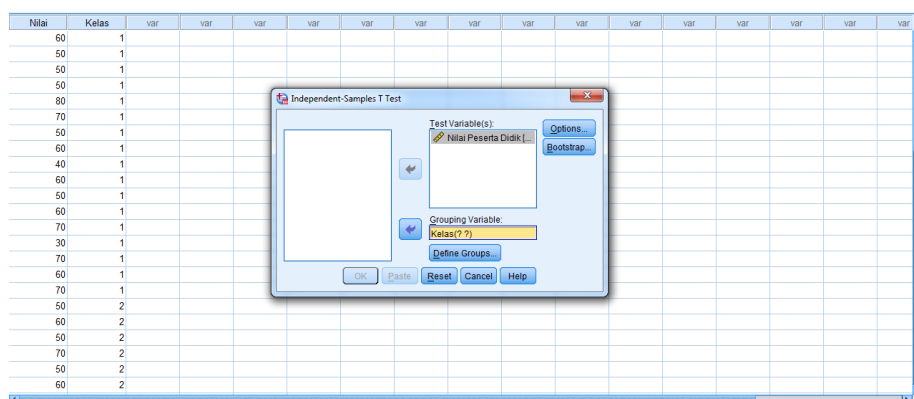 Nilai Kelas var var var var var var var var var var var var var var var
60 1
50 1
50 1
50 1
80 1
70 1
50 1
60 1
40 1
60 1
50 1
60 1
70 1
30 1
70 1
60 1
70 1
50 2
60 2
50 2
70 2
50 2
60 2
Independent-Samples T Test
Test Variable(s):
Nilai Peserta Didik [...
Options...
Bootstrap...
Grouping Variable:
Kelas(? ?)
Define Groups...
OK Paste Reset Cancel Help